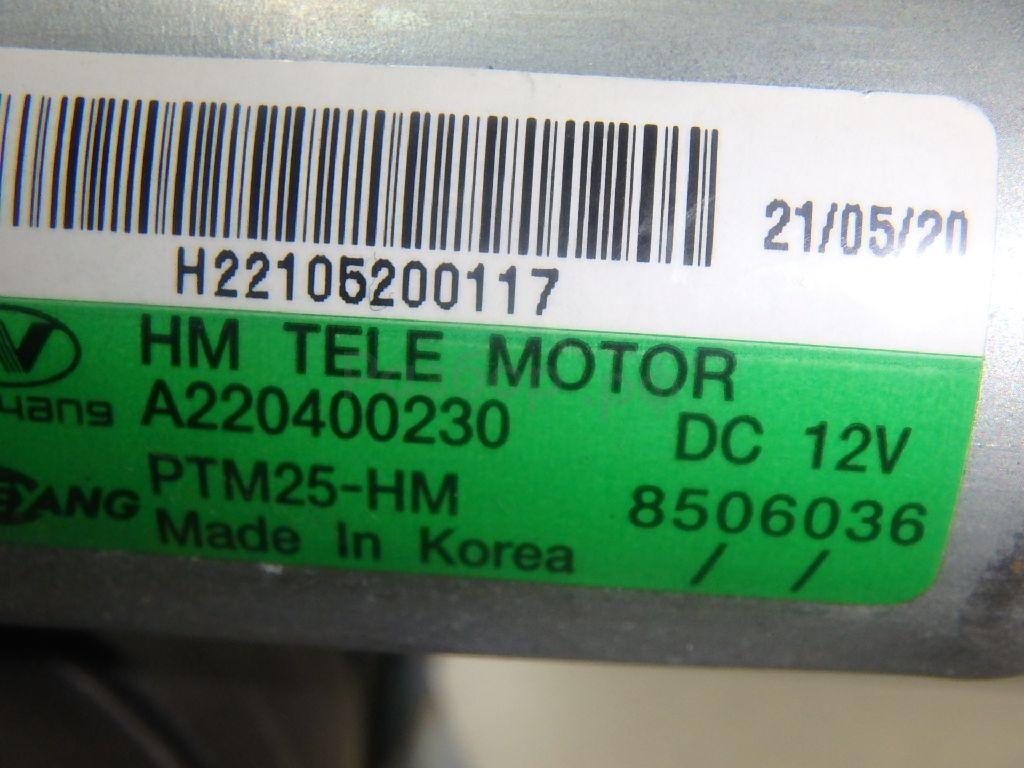 21/05/20
H22105200117
HM TELE MOTOR
A220400230
DC 12V
PTM25-HM
8506036
Made In Korea
/ /